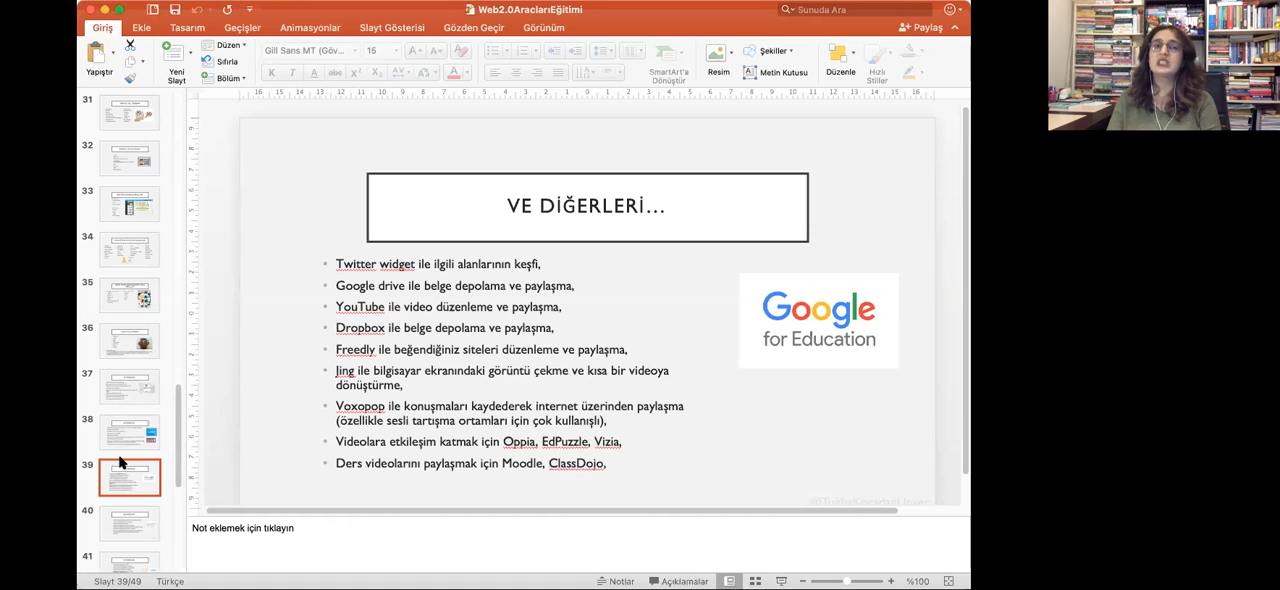 Web2.0AraclarıEğitimi
Sunuda Ara
Giriş Ekle Tasarım Geçişler Animasyonlar Slayt Gösterisi Gözden Geçir Görünüm
Paylaş
Yapıştır
Yeni
Slayt
Düzen
Sıfırla
Bölüm
Gill Sans MT (Göv... 15
SmartArt'a
Dönüştür
Resim
Şekiller
Metin Kutusu
Düzenle
Hızlı
Stiller
31
32
33
34
35
36
37
38
39
40
41
VE DİĞERLERİ...
Twitter widget ile ilgili alanlarının keşfi,
Google drive ile belge depolama ve paylaşma,
YouTube ile video düzenleme ve paylaşma,
Dropbox ile belge depolama ve paylaşma,
Freedly ile beğendiğiniz siteleri düzenleme ve paylaşma,
Jing ile bilgisayar ekranındaki görüntü çekme ve kısa bir videoya
dönüştürme,
Voxopop ile konuşmaları kaydederek internet üzerinden paylaşma
(özellikle sesli tartışma ortamları için çok kullanışlı),
Videolara etkileşim katmak için Oppia, EdPuzzle, Vizia,
Ders videolarını paylaşmak için Moodle, ClassDojo,
Google
for Education
Not eklemek için tıklayın
Slayt 39/49 Türkçe
Notlar Açıklamalar %100